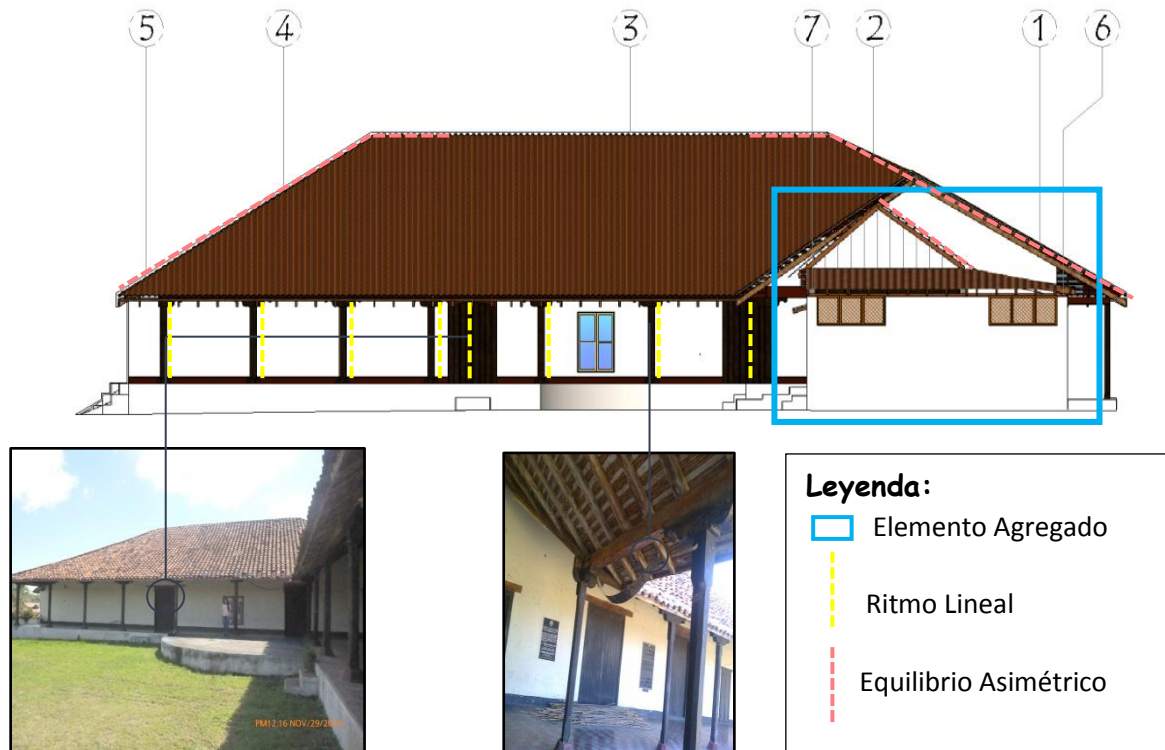 5 4 3 7 2 1 6
Leyenda:
Elemento Agregado
Ritmo Lineal
Equilibrio Asimétrico